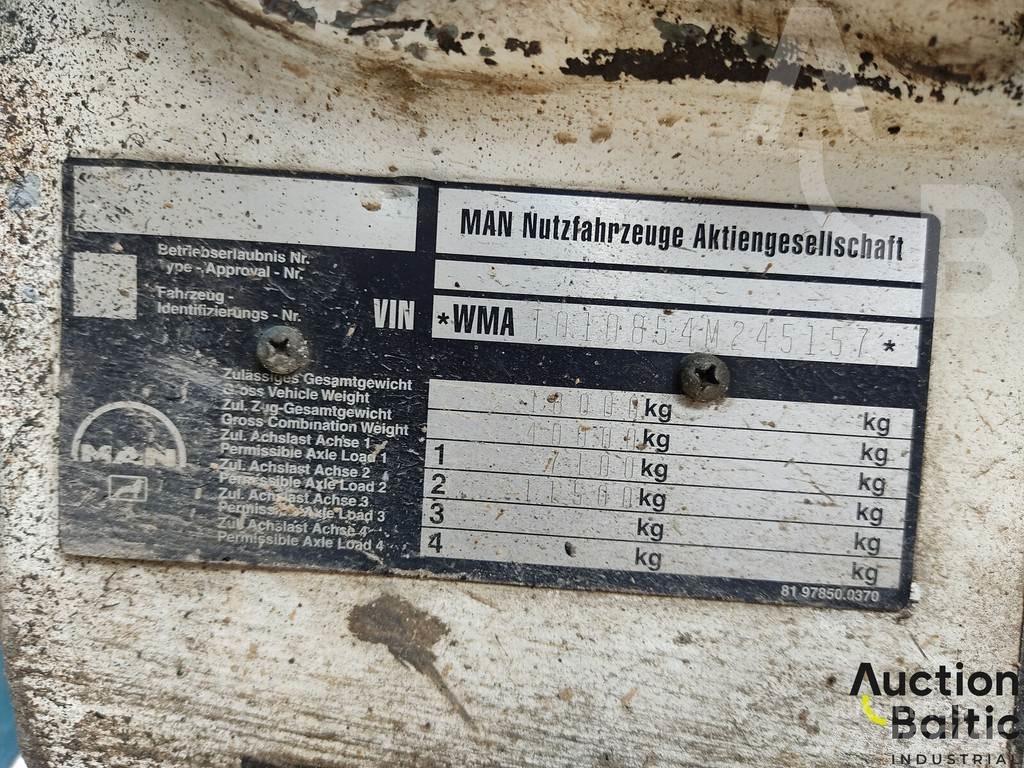 MAN Nutzfahrzeuge Aktiengesellschaft
Betriebserlaubnis Nr.
ype - Approval - Nr.
Fahrzeug -
Identifizierungs - Nr.
VIN *WMA T010854M245157*
Zulässiges Gesamtgewicht
Gross Vehicle Weight 18000 kg kg
Zul. Zug-Gesamtgewicht
Gross Combination Weight 40000 kg kg
Zul. Achslast Achse 1
Permissible Axle Load 1 1 7100 kg kg
Zul. Achslast Achse 2
Permissible Axle Load 2 2 11500 kg kg
Zul. Achslast Achse 3
Permissible Axle Load 3 3 kg kg
Zul. Achslast Achse 4
Permissible Axle Load 4 4 kg kg
MAN
81 97850.0370
AB
Auction
Baltic
INDUSTRIAL